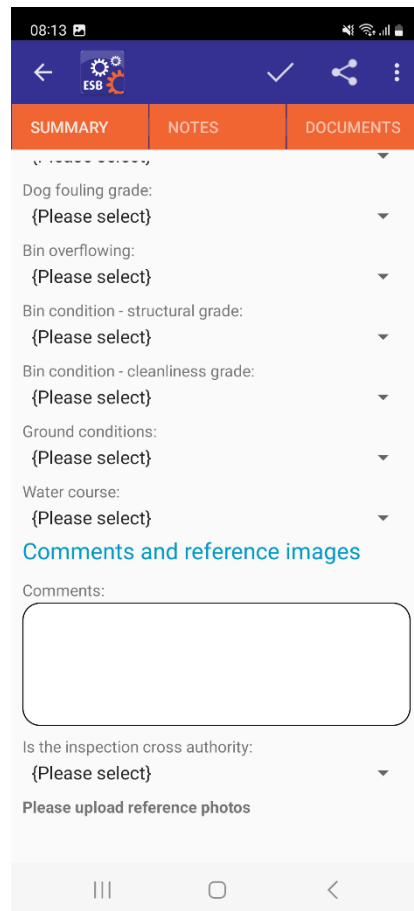 08:13
ESB
SUMMARY
NOTES
DOCUMENTS
{Please select}
Dog fouling grade:
{Please select}
Bin overflowing:
{Please select}
Bin condition - structural grade:
{Please select}
Bin condition - cleanliness grade:
{Please select}
Ground conditions:
{Please select}
Water course:
{Please select}
Comments and reference images
Comments:
Is the inspection cross authority:
{Please select}
Please upload reference photos